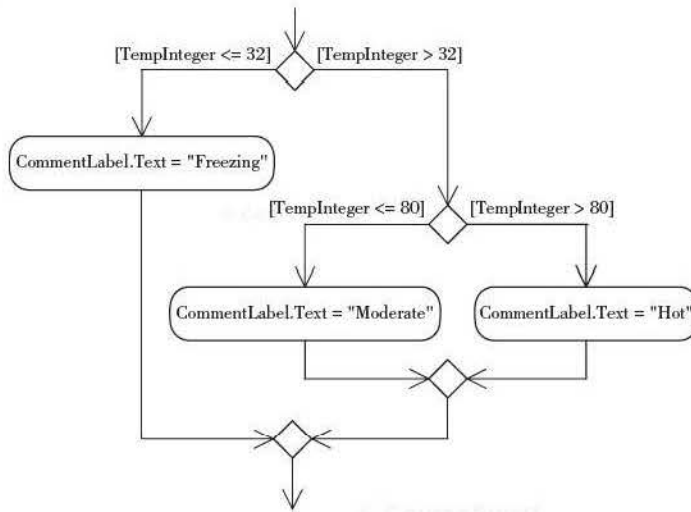 [TempInteger <= 32]
[TempInteger > 32]
CommentLabel.Text = "Freezing"
[TempInteger <= 80]
[TempInteger > 80]
CommentLabel.Text = "Moderate"
CommentLabel.Text = "Hot"